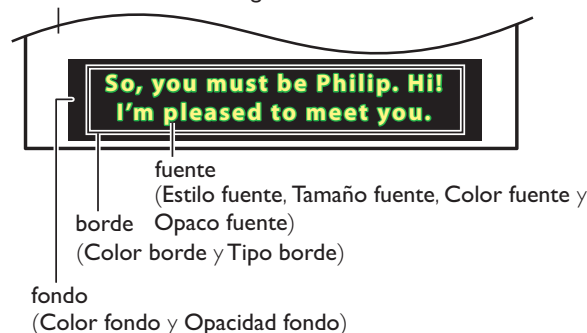 So, you must be Philip. Hi!
I'm pleased to meet you.
fuente
(Estilo fuente, Tamaño fuente, Color fuente y
Opaco fuente)
borde
(Color borde y Tipo borde)
fondo
(Color fondo y Opacidad fondo)